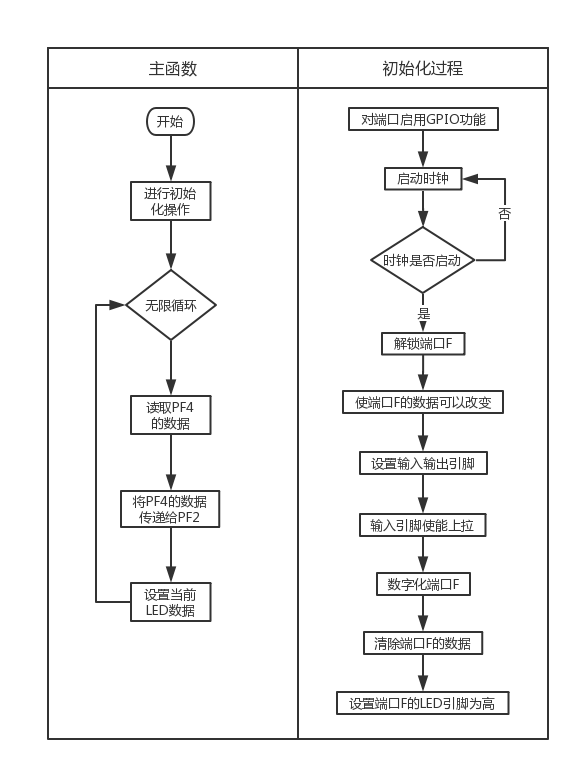 主函数
开始
进行初始
化操作
无限循环
读取PF4
的数据
将PF4的数据
传递给PF2
设置当前
LED数据
初始化过程
对端口启用GPIO功能
启动时钟
否
时钟是否启动
是
解锁端口F
使端口F的数据可以改变
设置输入输出引脚
输入引脚使能上拉
数字化端口F
清除端口F的数据
设置端口F的LED引脚为高